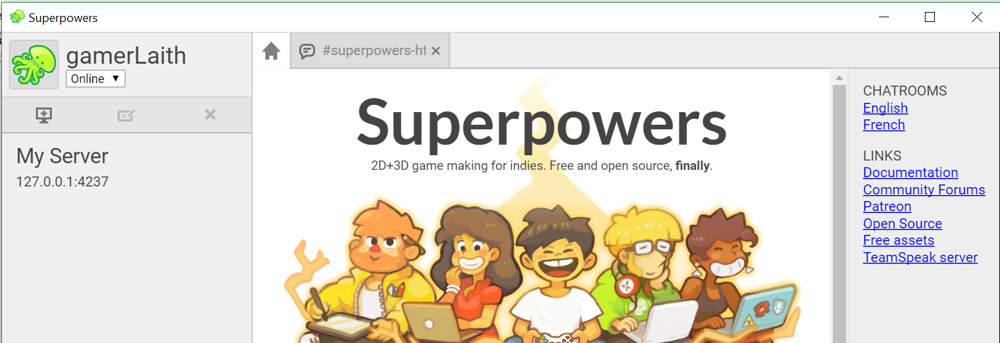 Superpowers
gamerLaith
Online
My Server
127.0.0.1:4237
#superpowers-ht
Superpowers
2D+3D game making for indies. Free and open source, finally.
CHATROOMS
English
French
LINKS
Documentation
Community Forums
Patreon
Open Source
Free assets
TeamSpeak server